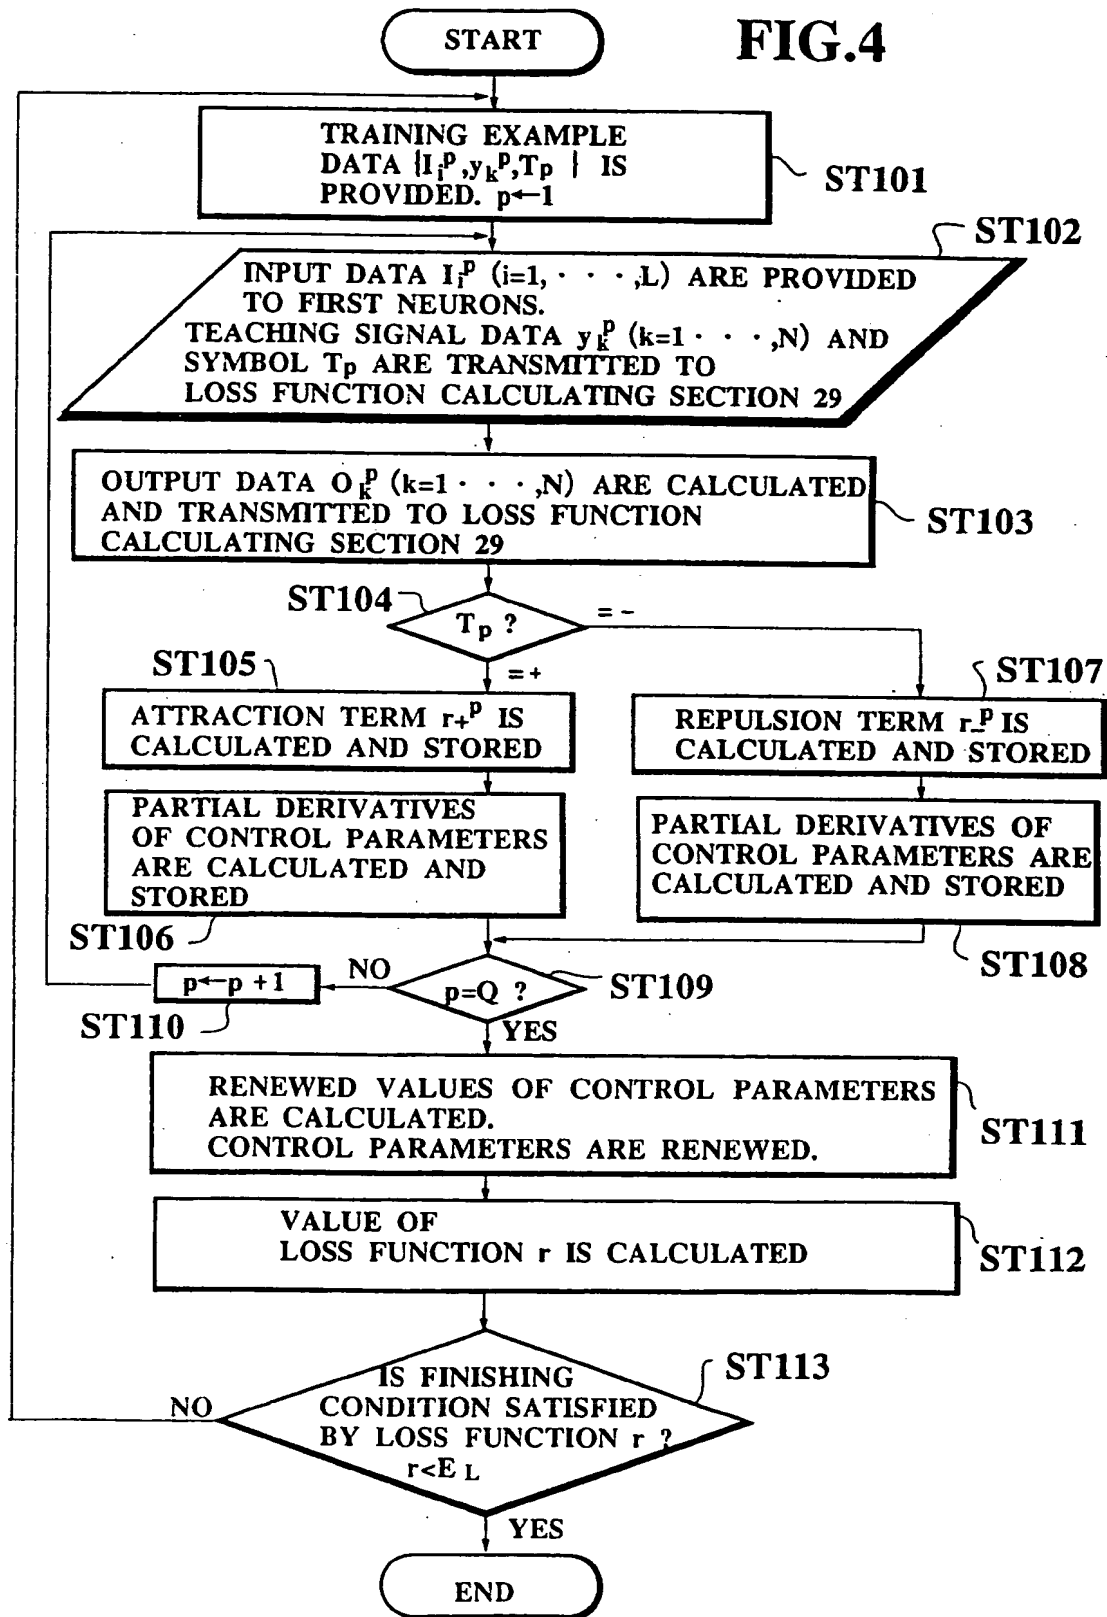 START
FIG.4
TRAINING EXAMPLE
DATA {I_i^p,y_k^p,T_p } IS
PROVIDED. p←1
ST101
ST102
INPUT DATA I_i^p (i=1,・・・,L) ARE PROVIDED
TO FIRST NEURONS.
TEACHING SIGNAL DATA y_k^p (k=1・・・,N) AND
SYMBOL T_p ARE TRANSMITTED TO
LOSS FUNCTION CALCULATING SECTION 29
OUTPUT DATA O_k^p (k=1・・・,N) ARE CALCULATED
AND TRANSMITTED TO LOSS FUNCTION
CALCULATING SECTION 29
ST103
ST104
T_p ?
=-
=+
ST105
ATTRACTION TERM r_+^p IS
CALCULATED AND STORED
ST107
REPULSION TERM r_-^p IS
CALCULATED AND STORED
PARTIAL DERIVATIVES
OF CONTROL PARAMETERS
ARE CALCULATED AND
STORED
ST106
PARTIAL DERIVATIVES OF
CONTROL PARAMETERS ARE
CALCULATED AND STORED
ST108
p=Q ?
ST109
NO
p←p+1
ST110
YES
RENEWED VALUES OF CONTROL PARAMETERS
ARE CALCULATED.
CONTROL PARAMETERS ARE RENEWED.
ST111
VALUE OF
LOSS FUNCTION r IS CALCULATED
ST112
IS FINISHING
CONDITION SATISFIED
BY LOSS FUNCTION r ?
r<E_L
ST113
NO
YES
END